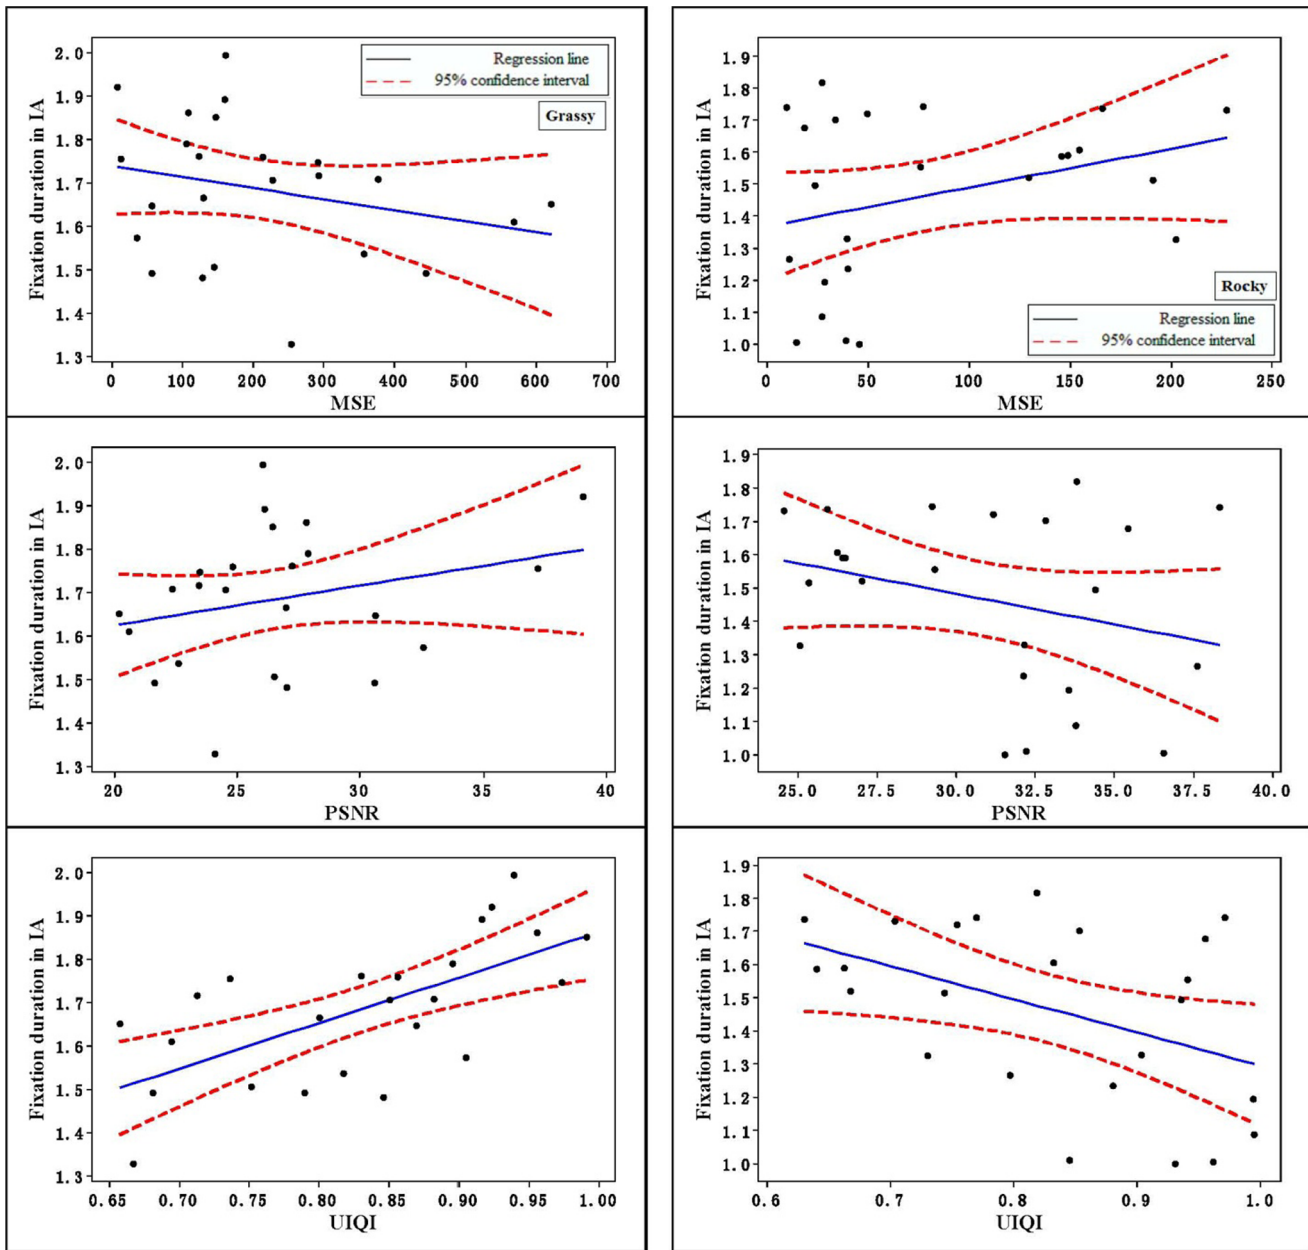 Fixation duration in IA
2.0
1.9
1.8
1.7
1.6
1.5
1.4
1.3
Regression line
95% confidence interval
Grassy
0 100 200 300 400 500 600 700
MSE
Fixation duration in IA
1.9
1.8
1.7
1.6
1.5
1.4
1.3
1.2
1.1
1.0
Rocky
Regression line
95% confidence interval
0 50 100 150 200 250
MSE
Fixation duration in IA
2.0
1.9
1.8
1.7
1.6
1.5
1.4
1.3
20 25 30 35 40
PSNR
Fixation duration in IA
1.9
1.8
1.7
1.6
1.5
1.4
1.3
1.2
1.1
1.0
25.0 27.5 30.0 32.5 35.0 37.5 40.0
PSNR
Fixation duration in IA
2.0
1.9
1.8
1.7
1.6
1.5
1.4
1.3
0.65 0.70 0.75 0.80 0.85 0.90 0.95 1.00
UIQI
Fixation duration in IA
1.9
1.8
1.7
1.6
1.5
1.4
1.3
1.2
1.1
1.0
0.6 0.7 0.8 0.9 1.0
UIQI